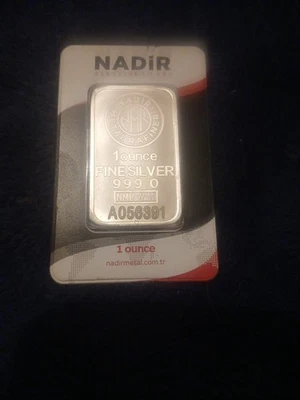 NADiR
1 ounce
FINE SILVER
999.0
A056391
1 ounce
nadirmetal.com.tr